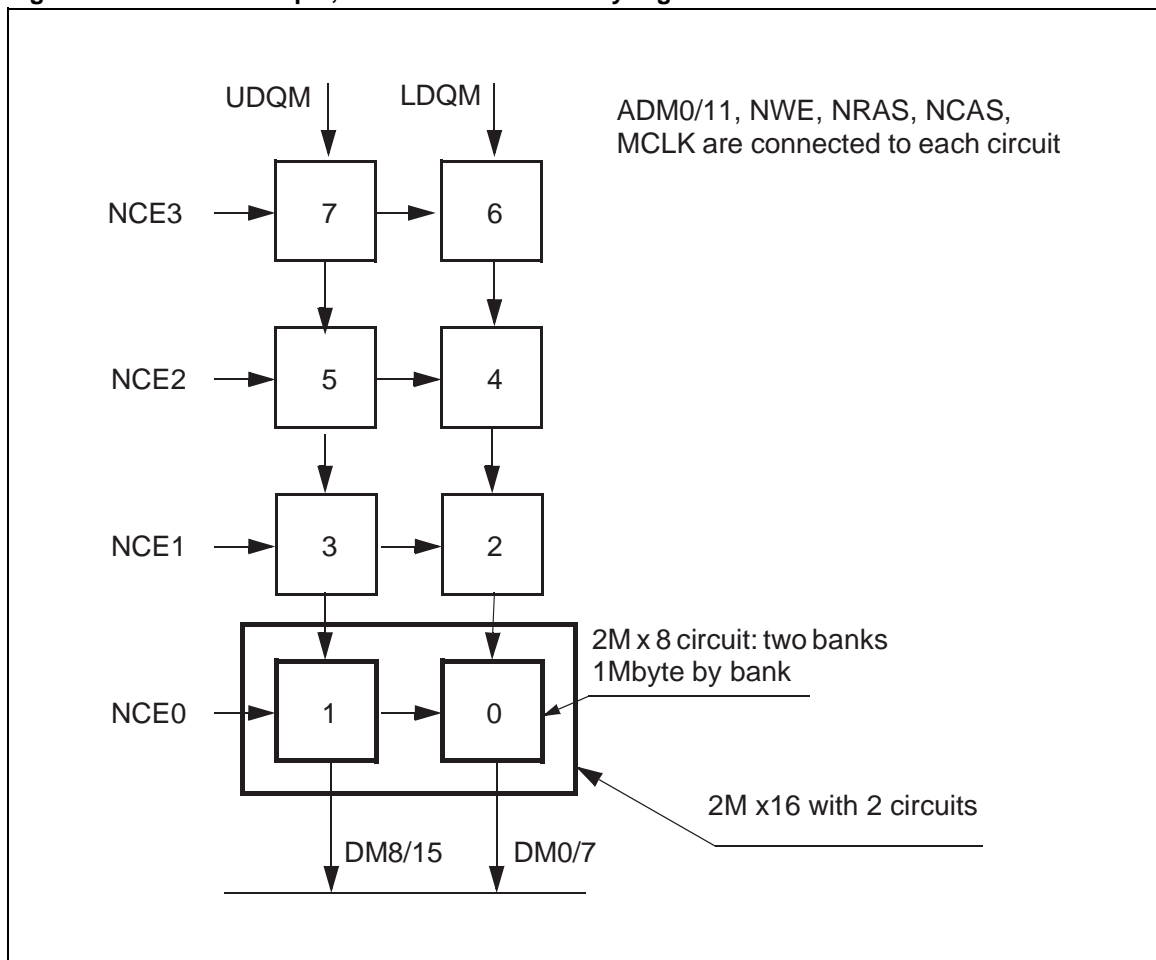 UDQM
LDQM
ADM0/11, NWE, NRAS, NCAS,
MCLK are connected to each circuit
NCE3
7
6
NCE2
5
4
NCE1
3
2
2M x 8 circuit: two banks
1Mbyte by bank
NCE0
1
0
2M x16 with 2 circuits
DM8/15
DM0/7